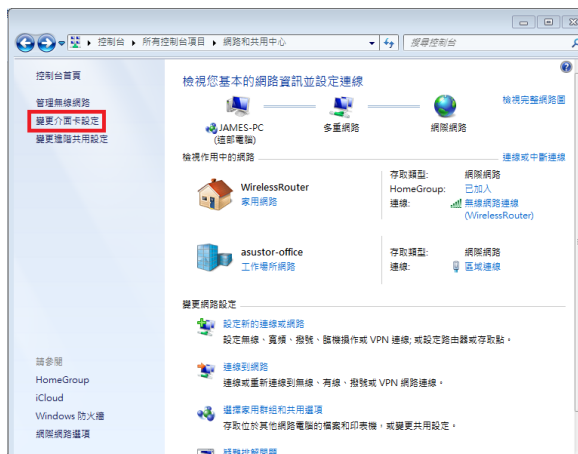 控制台 ▸ 所有控制台項目 ▸ 網路和共用中心
搜尋控制台
控制台首頁
管理無線網路
變更介面卡設定
變更進階共用設定
請參閱
HomeGroup
iCloud
Windows 防火牆
網際網路選項
檢視您基本的網路資訊並設定連線
檢視完整網路圖
JAMES-PC
(這部電腦)
多重網路
網際網路
檢視作用中的網路
連線或中斷連線
WirelessRouter
家用網路
存取類型: 網際網路
HomeGroup: 已加入
連線: 無線網路連線
(WirelessRouter)
asustor-office
工作場所網路
存取類型: 網際網路
連線: 區域連線
變更網路設定
設定新的連線或網路
設定無線、寬頻、撥號、臨機操作或 VPN 連線; 或設定路由器或存取點。
連線到網路
連線或重新連線到無線、有線、撥號或 VPN 網路連線。
選擇家用群組和共用選項
存取位於其他網路電腦的檔案和印表機，或變更共用設定。
疑難排解問題